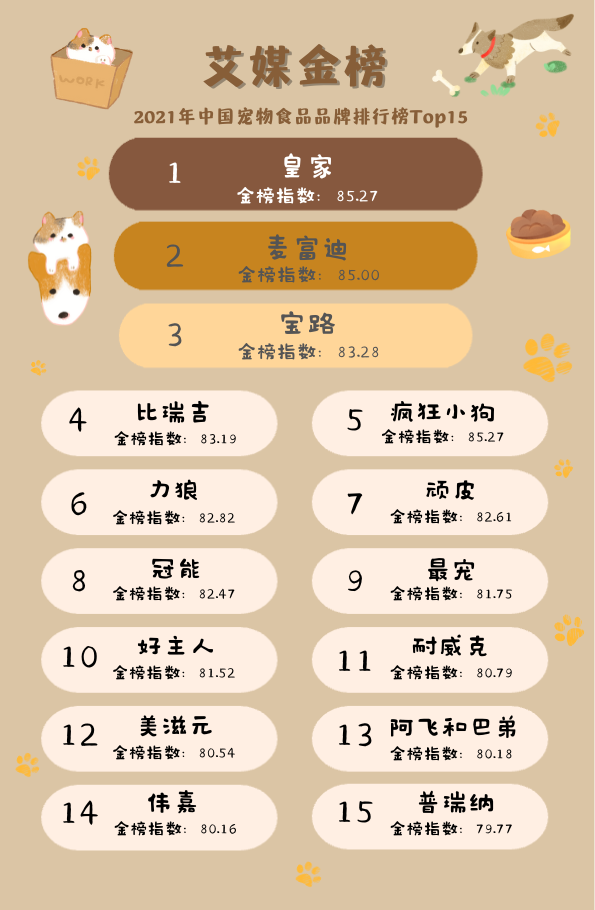 WORK
艾媒金榜
2021年中国宠物食品品牌排行榜Top15
1
皇家
金榜指数: 85.27
2
麦富迪
金榜指数: 85.00
3
宝路
金榜指数: 83.28
4
比瑞吉
金榜指数: 83.19
5
疯狂小狗
金榜指数: 85.27
6
力狼
金榜指数: 82.82
7
顽皮
金榜指数: 82.61
8
冠能
金榜指数: 82.47
9
最宠
金榜指数: 81.75
10
好主人
金榜指数: 81.52
11
耐威克
金榜指数: 80.79
12
美滋元
金榜指数: 80.54
13
阿飞和巴弟
金榜指数: 80.18
14
伟嘉
金榜指数: 80.16
15
普瑞纳
金榜指数: 79.77